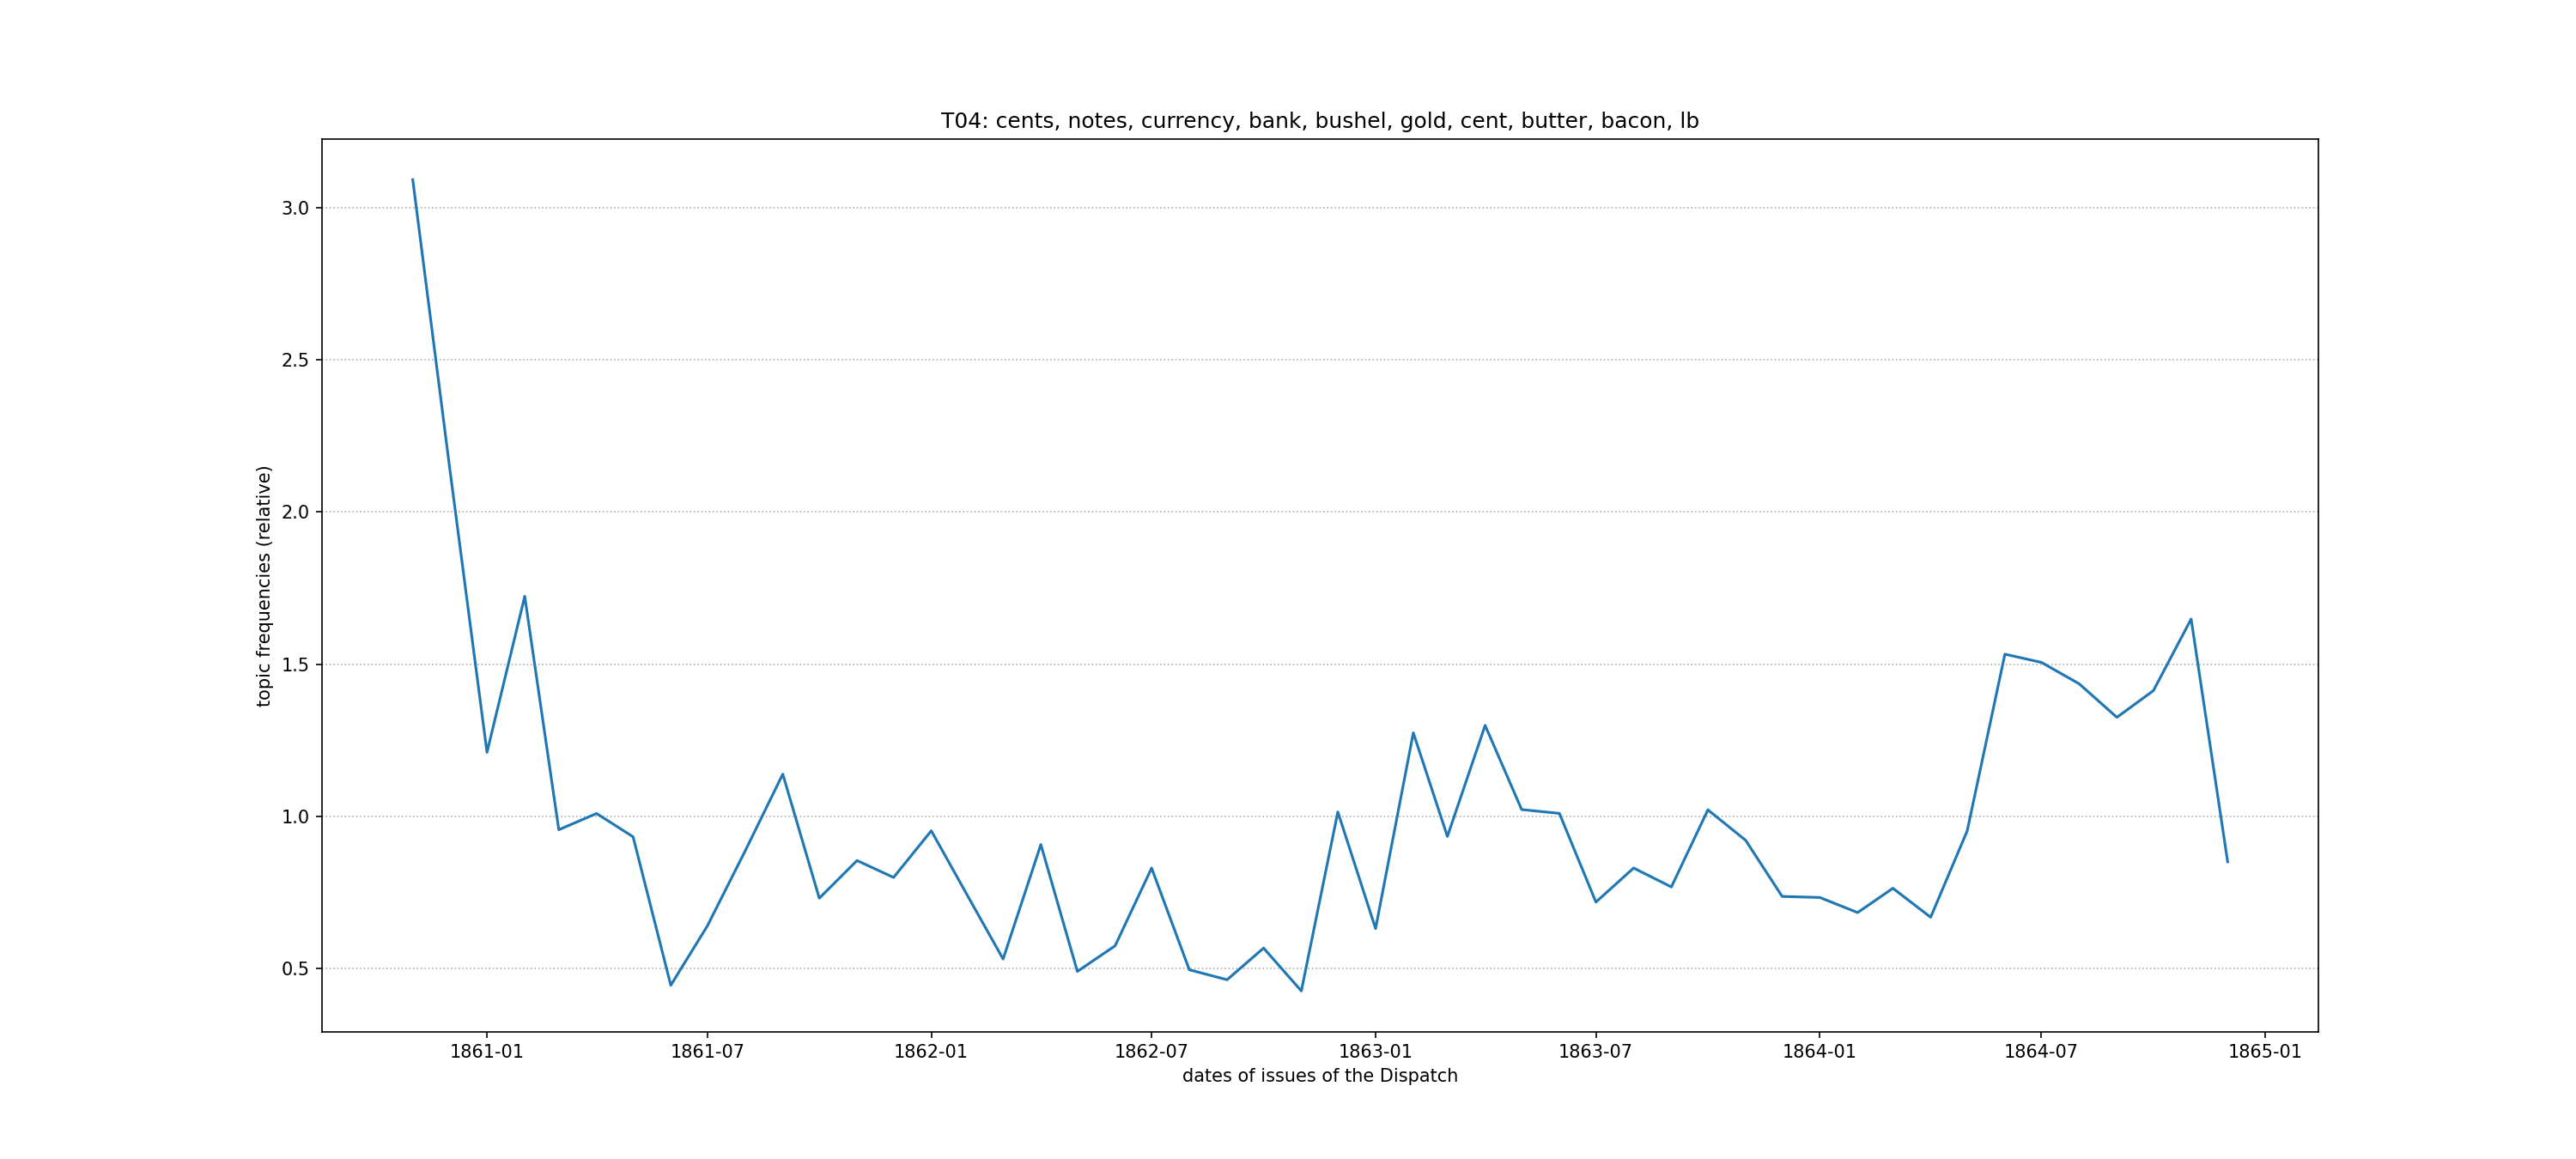 T04: cents, notes, currency, bank, bushel, gold, cent, butter, bacon, lb
topic frequencies (relative)
3.0
2.5
2.0
1.5
1.0
0.5
1861-01 1861-07 1862-01 1862-07 1863-01 1863-07 1864-01 1864-07 1865-01
dates of issues of the Dispatch